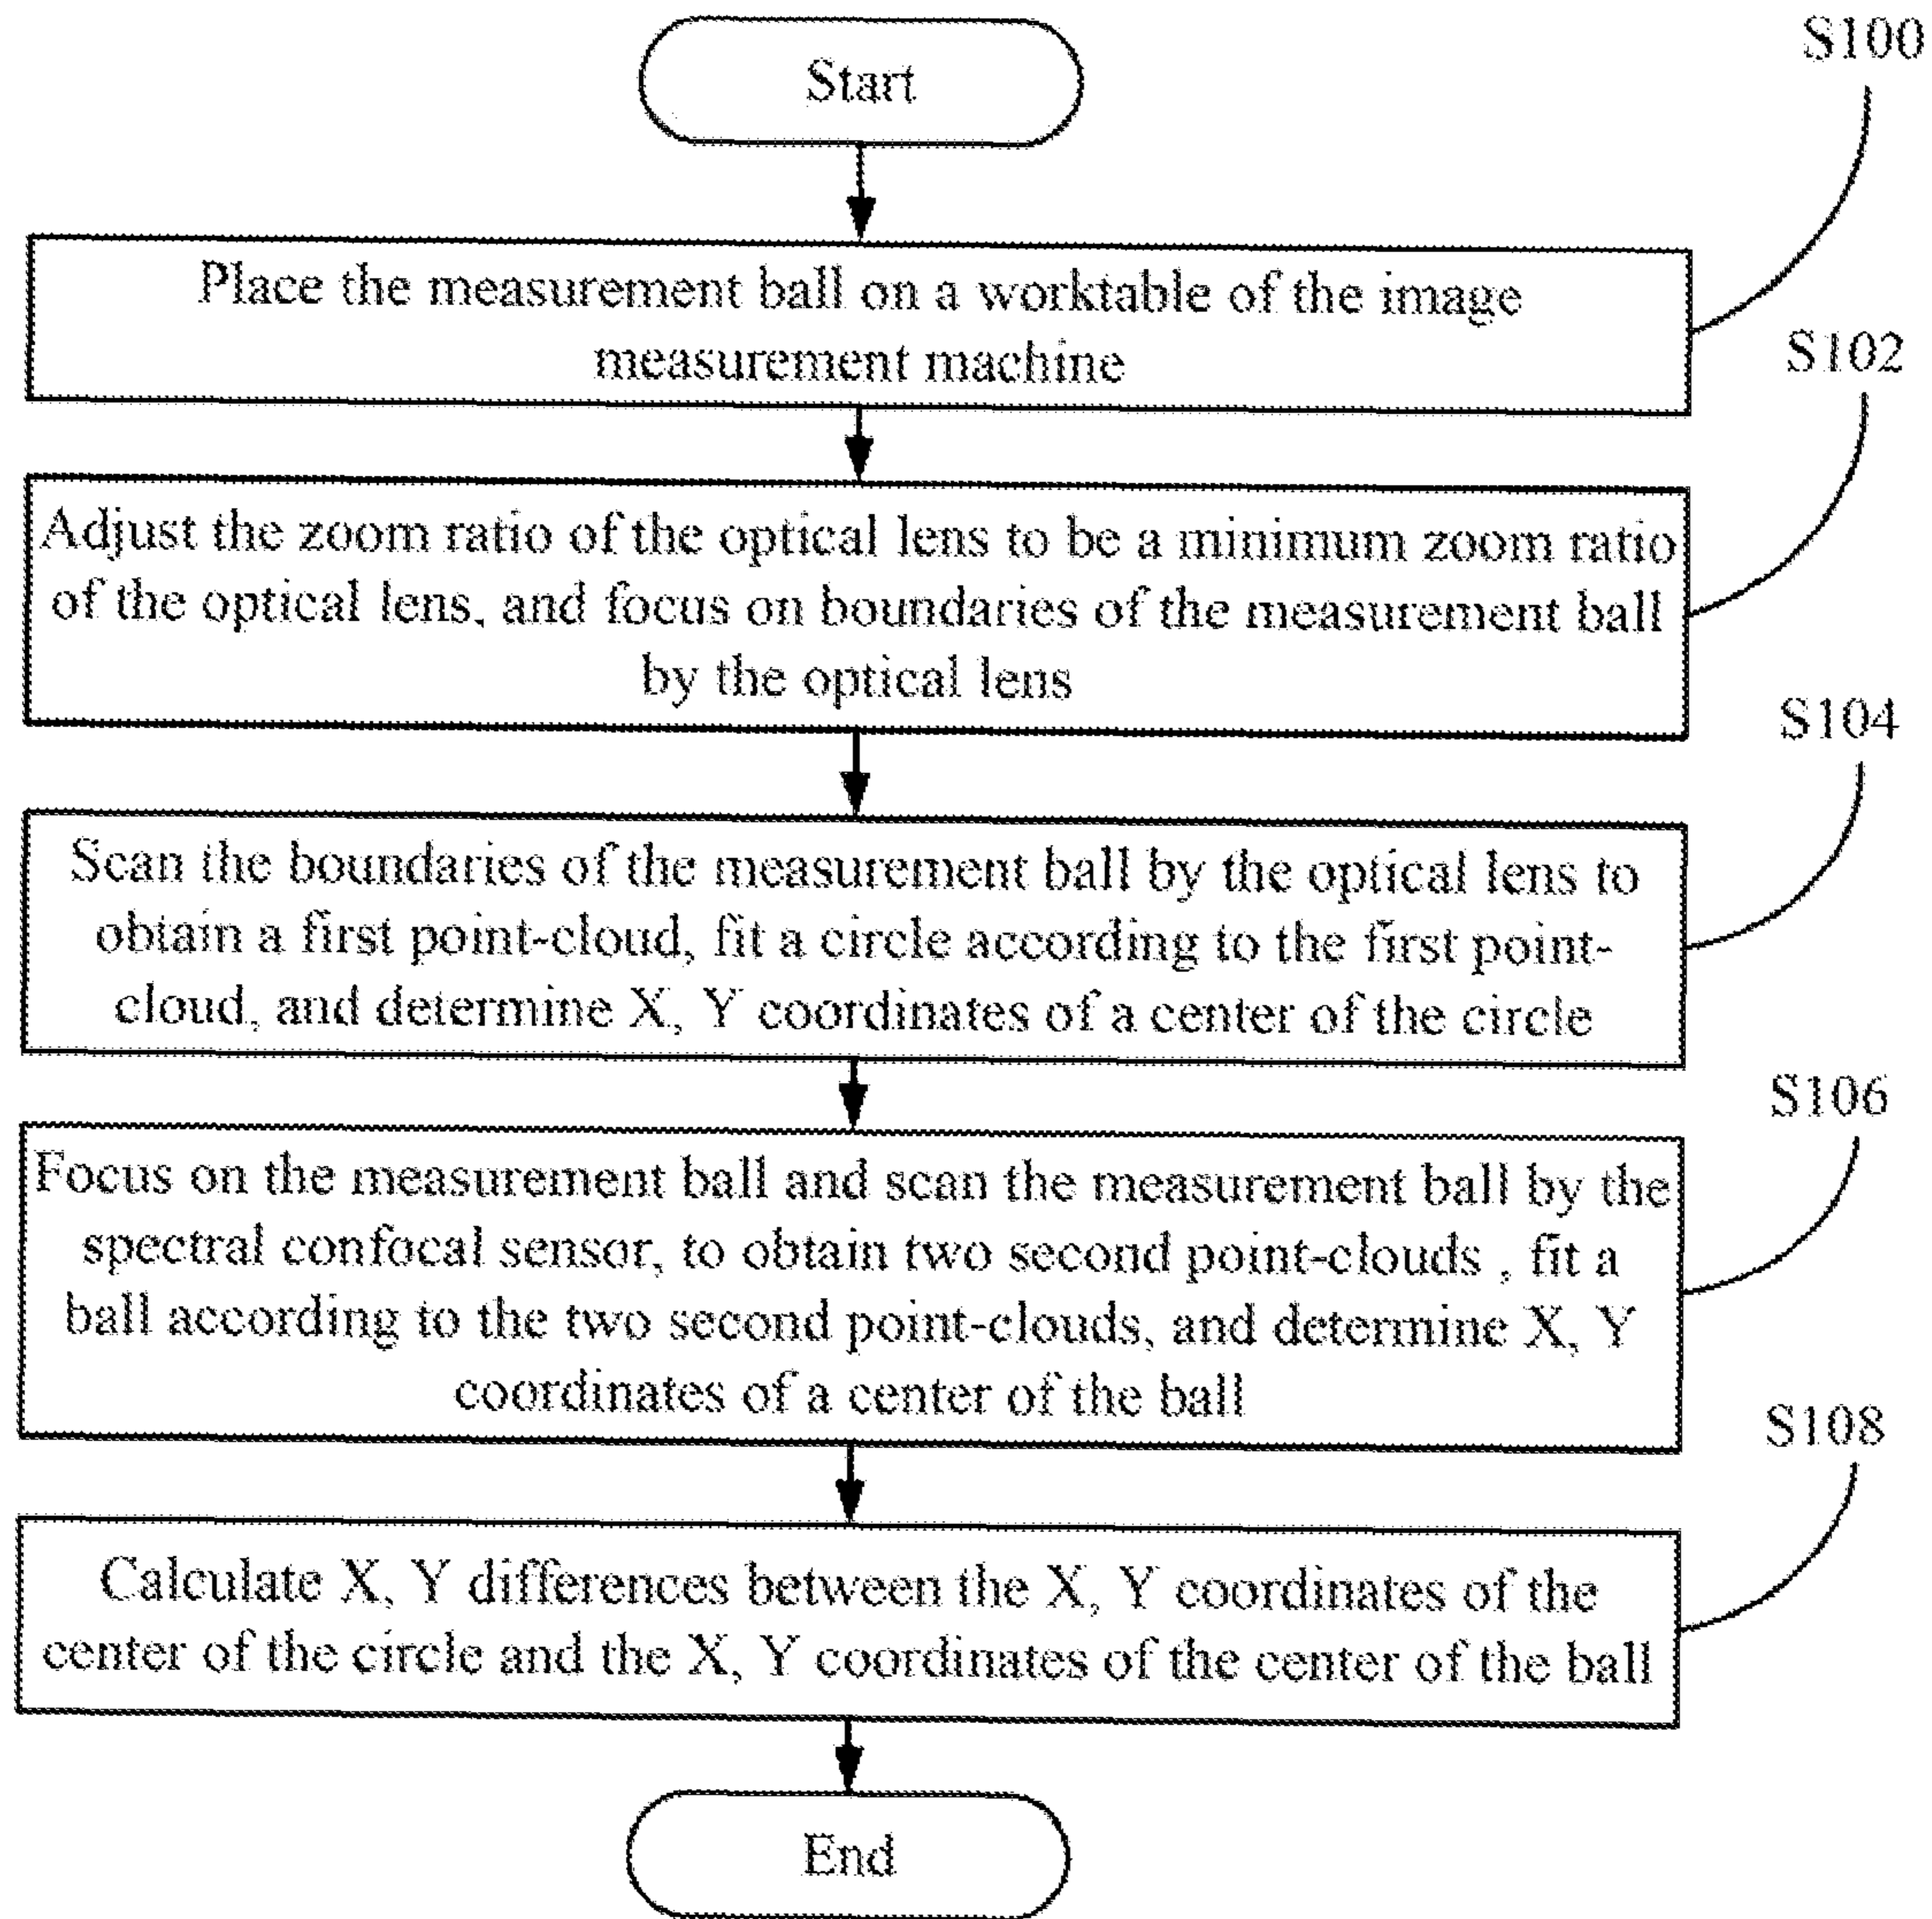 Start
S100
Place the measurement ball on a worktable of the image
measurement machine
S102
Adjust the zoom ratio of the optical lens to be a minimum zoom ratio
of the optical lens, and focus on boundaries of the measurement ball
by the optical lens
S104
Scan the boundaries of the measurement ball by the optical lens to
obtain a first point-cloud, fit a circle according to the first point-
cloud, and determine X, Y coordinates of a center of the circle
S106
Focus on the measurement ball and scan the measurement ball by the
spectral confocal sensor, to obtain two second point-clouds , fit a
ball according to the two second point-clouds, and determine X, Y
coordinates of a center of the ball
S108
Calculate X, Y differences between the X, Y coordinates of the
center of the circle and the X, Y coordinates of the center of the ball
End